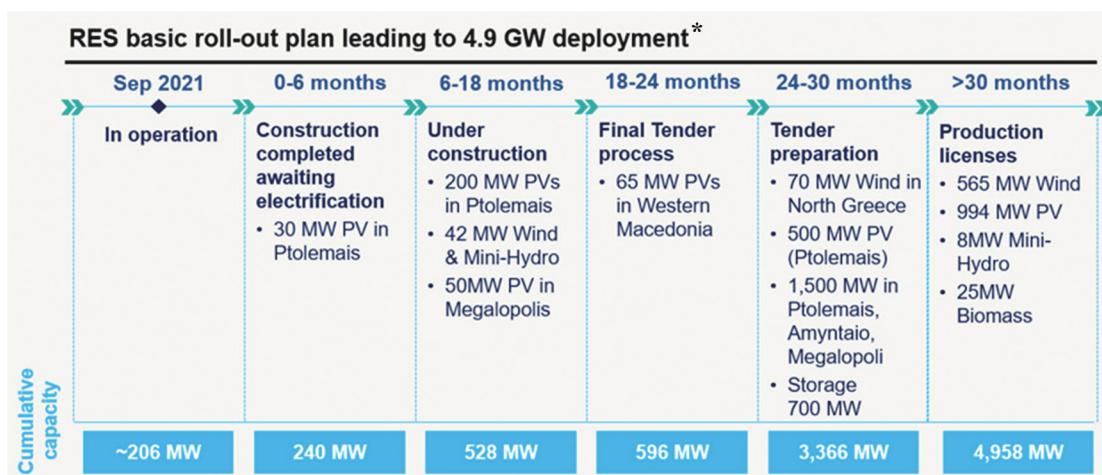 RES basic roll-out plan leading to 4.9 GW deployment*
Sep 2021
In operation
0-6 months
Construction
completed
awaiting
electrification
• 30 MW PV in
Ptolemais
6-18 months
Under
construction
• 200 MW PVs
in Ptolemais
• 42 MW Wind
& Mini-Hydro
• 50MW PV in
Megalopolis
18-24 months
Final Tender
process
• 65 MW PVs
in Western
Macedonia
24-30 months
Tender
preparation
• 70 MW Wind in
North Greece
• 500 MW PV
(Ptolemais)
• 1,500 MW in
Ptolemais,
Amyntaio,
Megalopoli
• Storage
700 MW
>30 months
Production
licenses
• 565 MW Wind
• 994 MW PV
• 8MW Mini-
Hydro
• 25MW
Biomass
Cumulative
capacity
~206 MW
240 MW
528 MW
596 MW
3,366 MW
4,958 MW